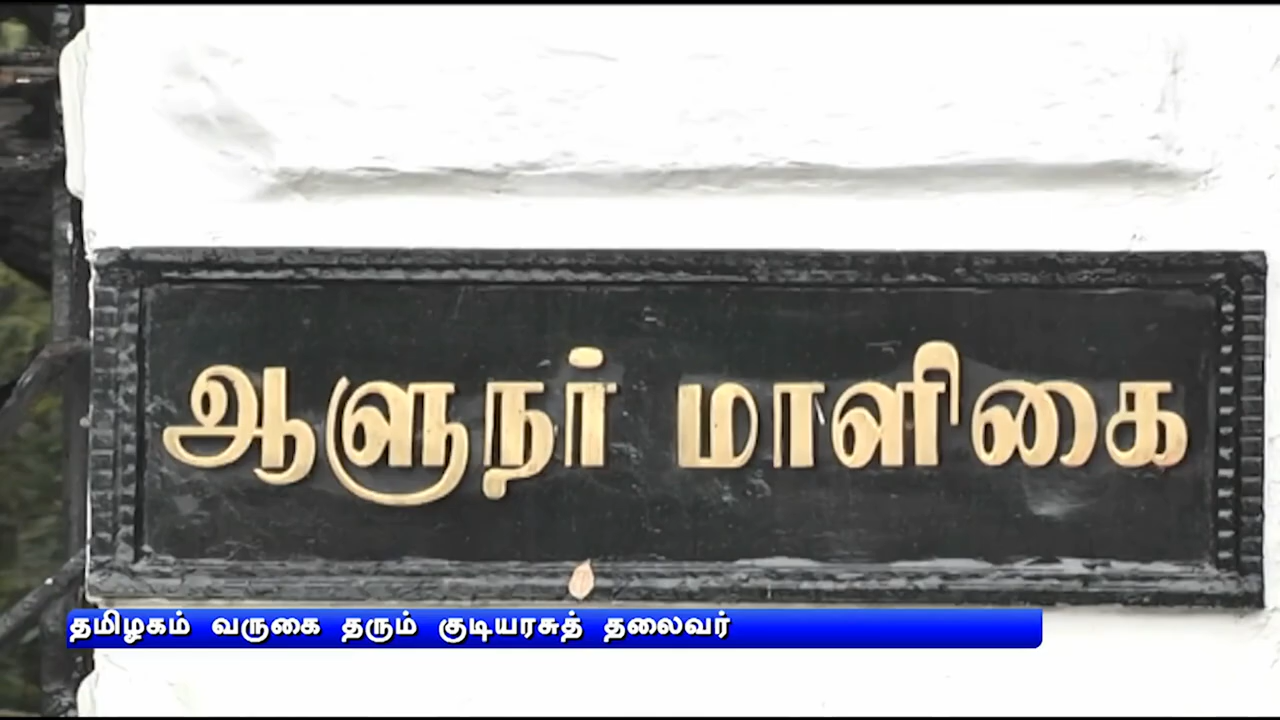 ஆளுநர் மாளிகை
தமிழகம் வருகை தரும் குடியரசுத் தலைவர்